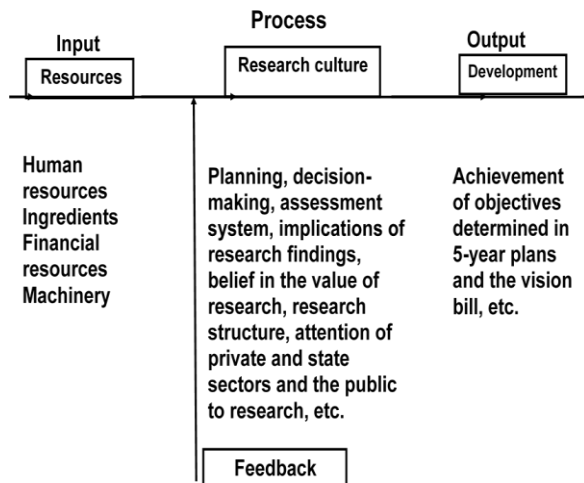 Process
Input
Output
Resources
Research culture
Development
Human
resources
Ingredients
Financial
resources
Machinery
Planning, decision-
making, assessment
system, implications of
research findings,
belief in the value of
research, research
structure, attention of
private and state
sectors and the public
to research, etc.
Achievement
of objectives
determined in
5-year plans
and the vision
bill, etc.
Feedback